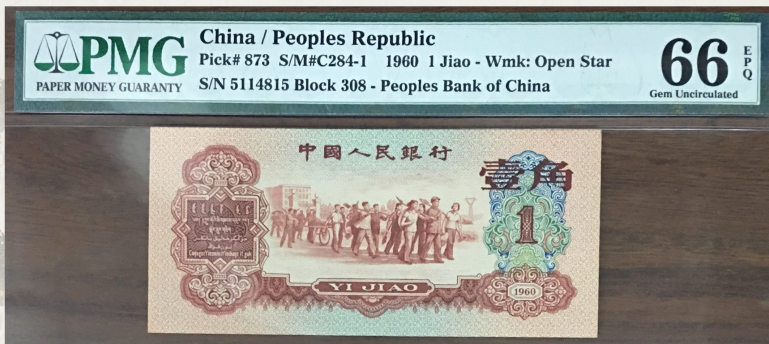 PMG
PAPER MONEY GUARANTY
China / Peoples Republic
Pick# 873 S/M#C284-1 1960 1 Jiao - Wmk: Open Star
S/N 5114815 Block 308 - Peoples Bank of China
66 EPQ
Gem Uncirculated
中國人民銀行
壹角
1
YI JIAO
1960